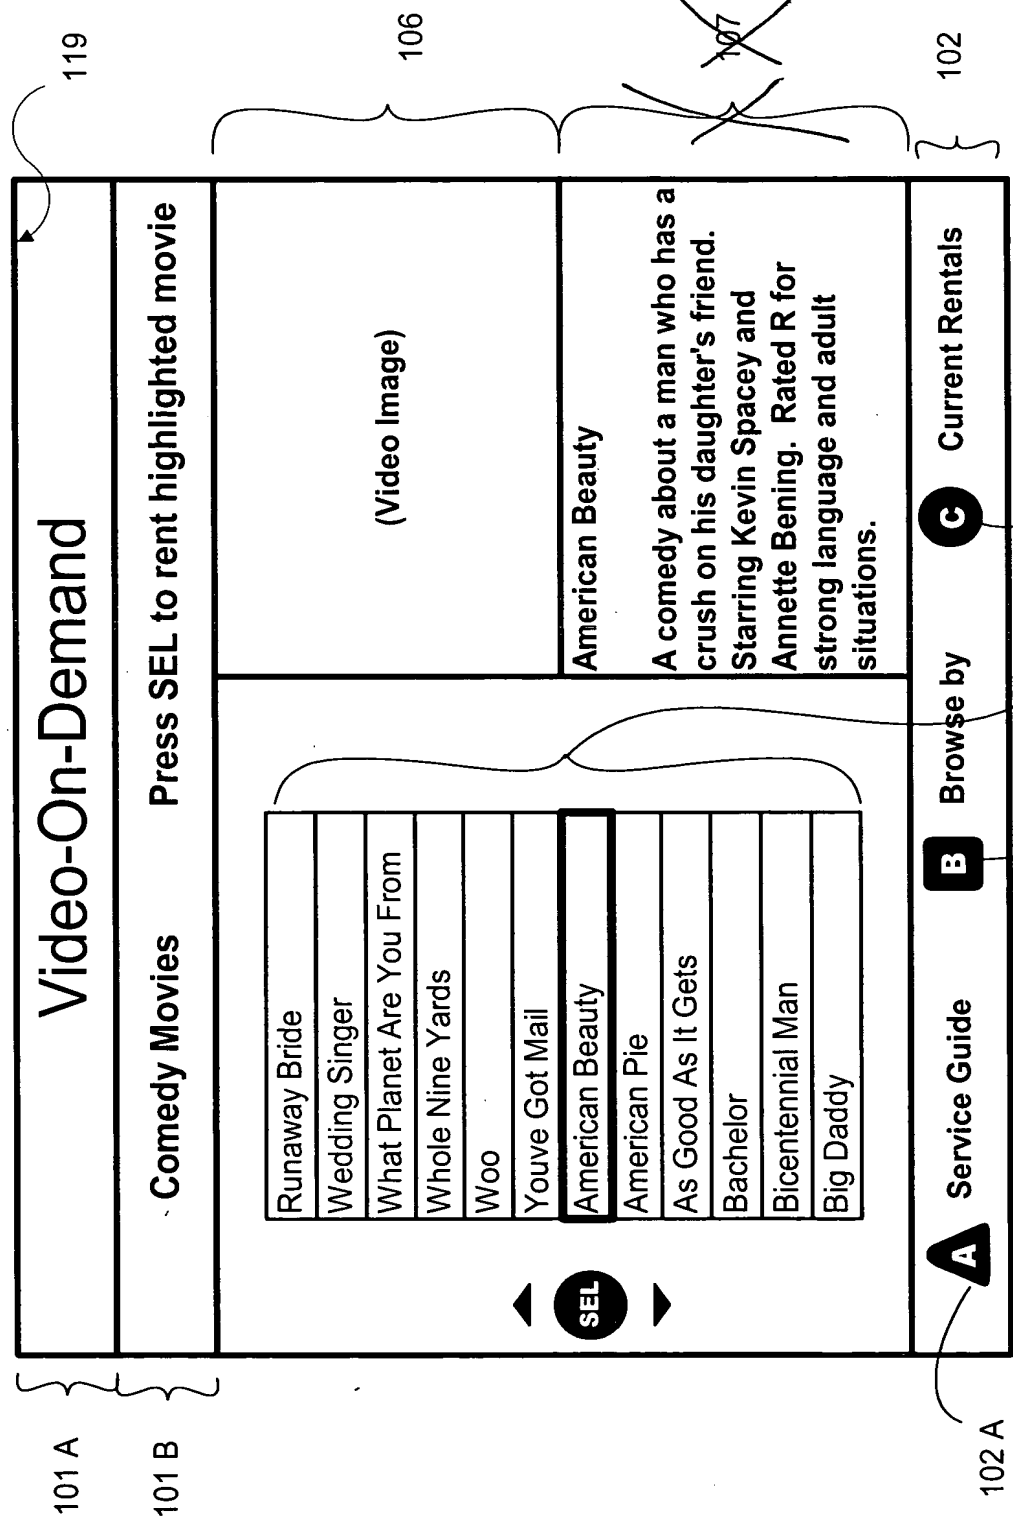 119
Video-On-Demand
101 A
Comedy Movies
Press SEL to rent highlighted movie
101 B
Runaway Bride
Wedding Singer
What Planet Are You From
Whole Nine Yards
Woo
Youve Got Mail
American Beauty
American Pie
As Good As It Gets
Bachelor
Bicentennial Man
Big Daddy
SEL
(Video Image)
106
American Beauty
A comedy about a man who has a
crush on his daughter's friend.
Starring Kevin Spacey and
Annette Bening. Rated R for
strong language and adult
situations.
107
A Service Guide
B Browse by
C Current Rentals
102
102 A